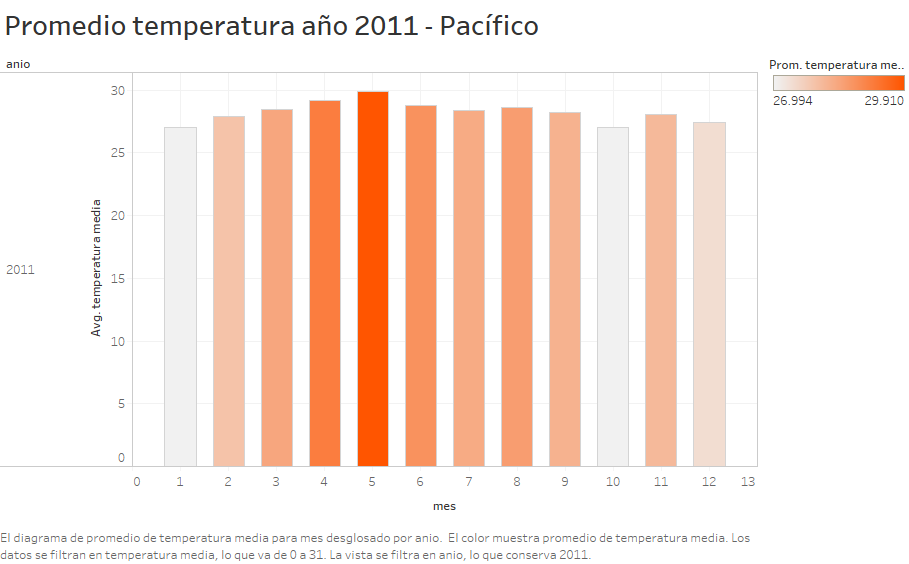 Promedio temperatura año 2011 - Pacífico
anio
Prom. temperatura me..
26.994 29.910
30
25
20
15
10
5
0
Avg. temperatura media
2011
0 1 2 3 4 5 6 7 8 9 10 11 12 13
mes
El diagrama de promedio de temperatura media para mes desglosado por anio. El color muestra promedio de temperatura media. Los
datos se filtran en temperatura media, lo que va de 0 a 31. La vista se filtra en anio, lo que conserva 2011.